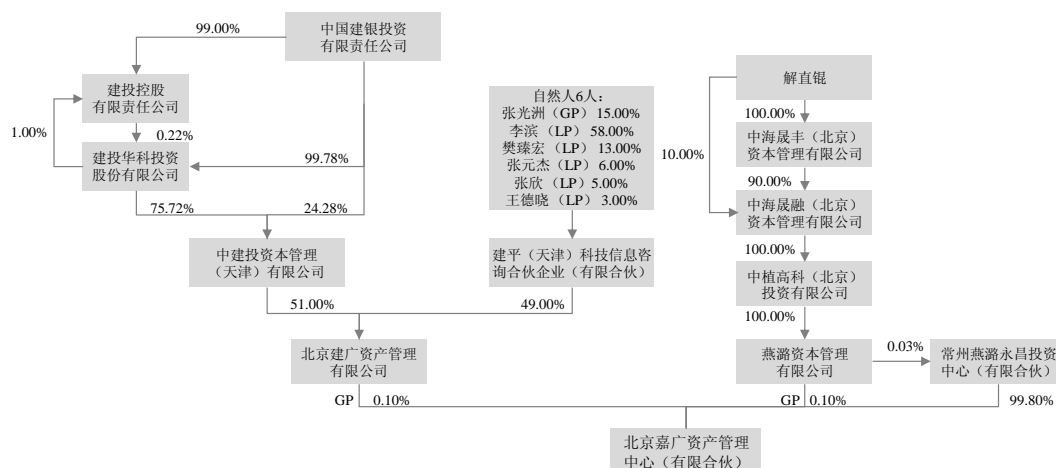 99.00%
中国建银投资
有限责任公司
建投控股
有限责任公司
1.00%
0.22%
建投华科投资
股份有限公司
99.78%
75.72%
24.28%
中建投资本管理
（天津）有限公司
自然人6人：
张光洲（GP）15.00%
李滨（LP）58.00%
樊臻宏（LP）13.00%
张元杰（LP）6.00%
张欣（LP）5.00%
王德晓（LP）3.00%
建平（天津）科技信息咨
询合伙企业（有限合伙）
51.00%
49.00%
北京建广资产管理
有限公司
解直锟
100.00%
中海晟丰（北京）
资本管理有限公司
10.00%
90.00%
中海晟融（北京）
资本管理有限公司
100.00%
中植高科（北京）
投资有限公司
100.00%
燕潞资本管理
有限公司
0.03%
常州燕潞永昌投资
中心（有限合伙）
GP
0.10%
GP
0.10%
99.80%
北京嘉广资产管理
中心（有限合伙）